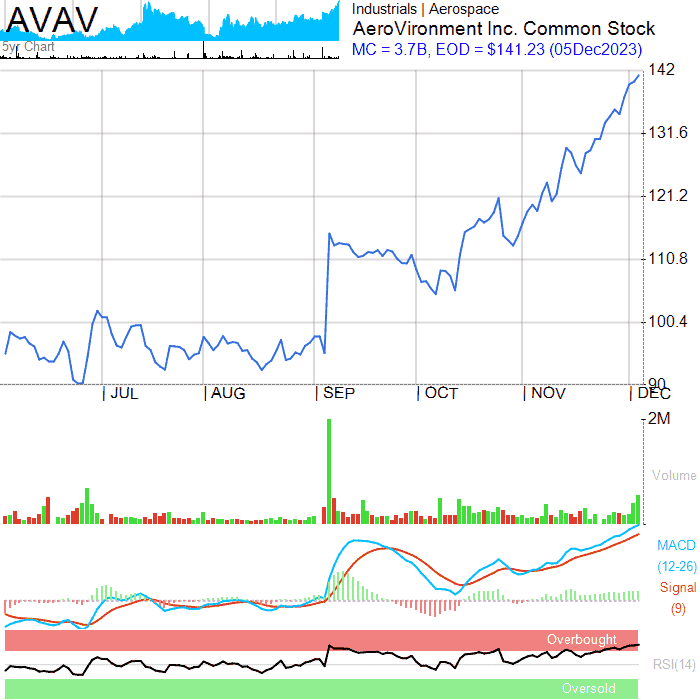 AVAV
5yr Chart
Industrials | Aerospace
AeroVironment Inc. Common Stock
MC = 3.7B, EOD = $141.23 (05Dec2023)
142
131.6
121.2
110.8
100.4
90
|JUL |AUG |SEP |OCT |NOV |DEC
2M
Volume
MACD
(12-26)
Signal
(9)
Overbought
RSI(14)
Oversold